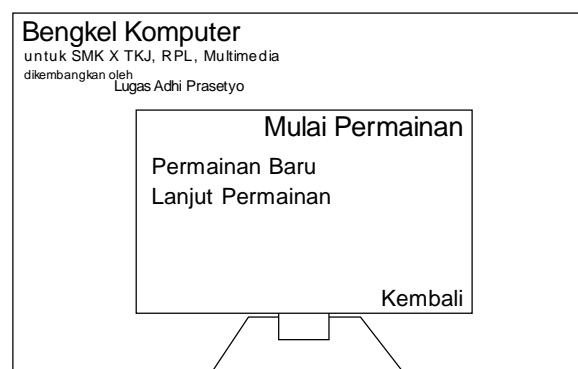 Bengkel Komputer
untuk SMK X TKJ, RPL, Multimedia
dikembangkan oleh
Lugas Adhi Prasetyo
Mulai Permainan
Permainan Baru
Lanjut Permainan
Kembali